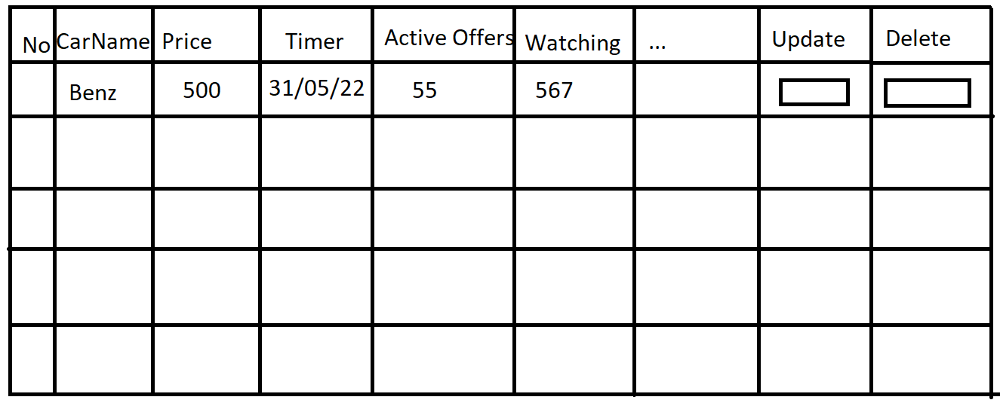 No CarName Price Timer Active Offers Watching ... Update Delete
Benz 500 31/05/22 55 567